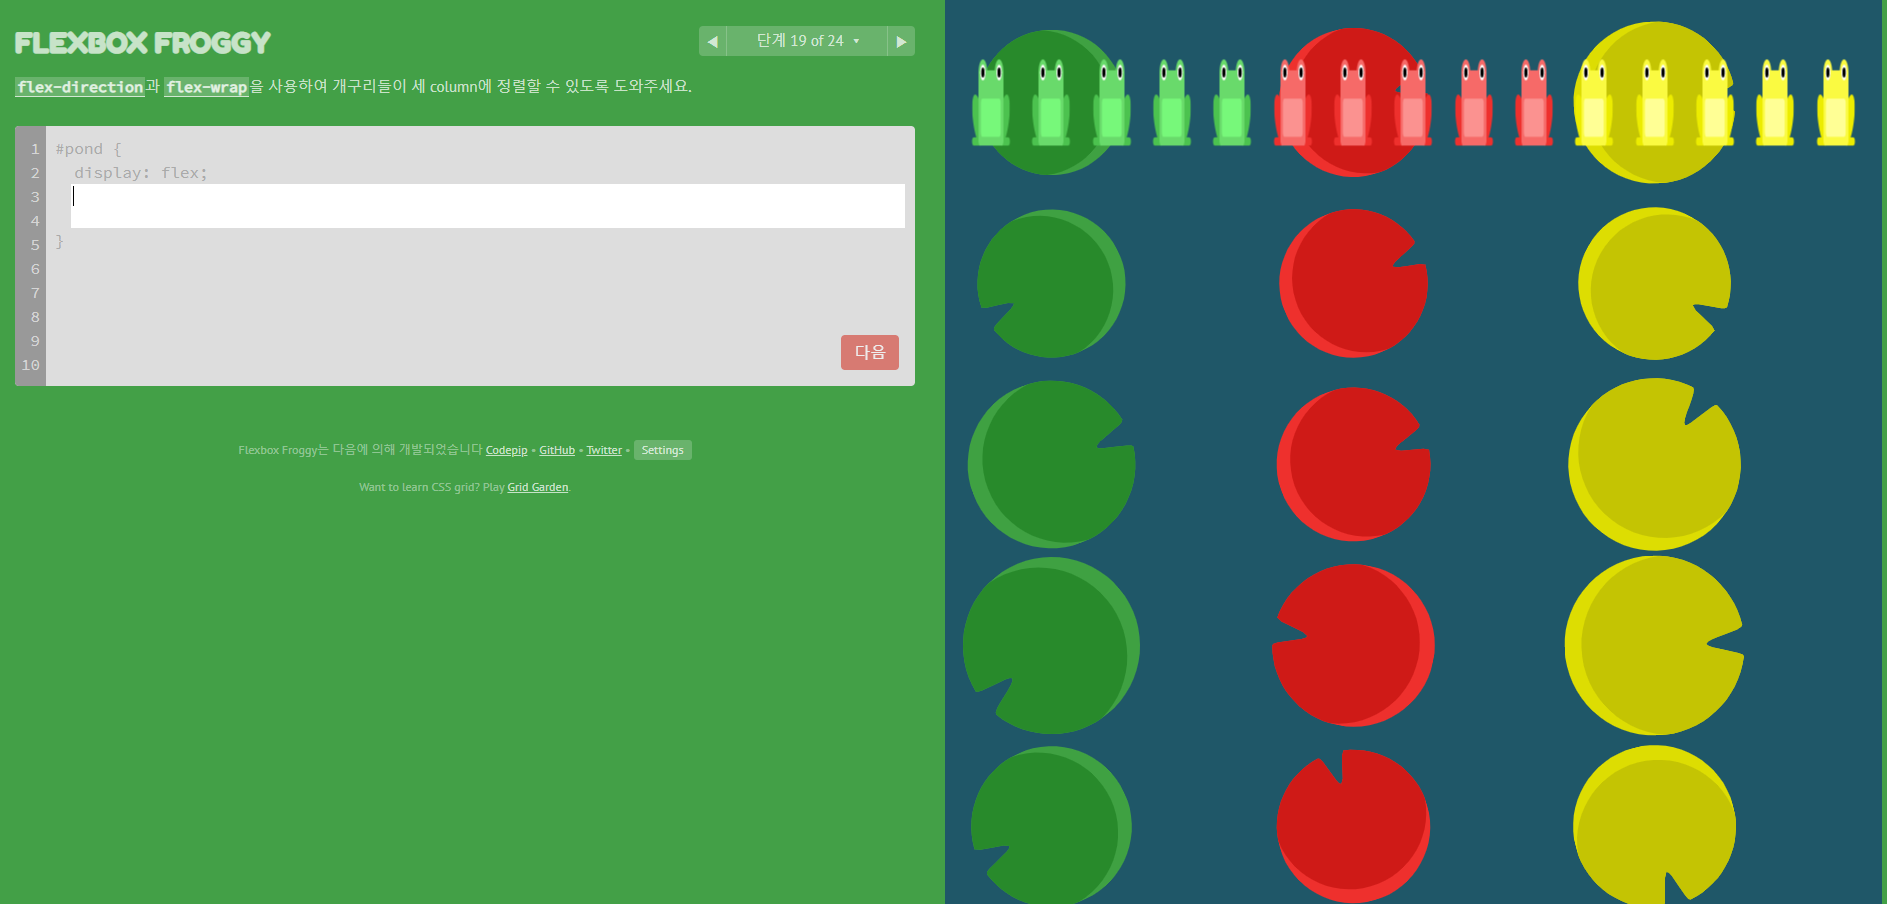 FLEXBOX FROGGY
◀ 단계 19 of 24 ▾ ▶
flex-direction과 flex-wrap을 사용하여 개구리들이 세 column에 정렬할 수 있도록 도와주세요.
1 #pond {
2 display: flex;
3
4
5 }
6
7
8
9
10
다음
Flexbox Froggy는 다음에 의해 개발되었습니다 Codepip • GitHub • Twitter • Settings
Want to learn CSS grid? Play Grid Garden.